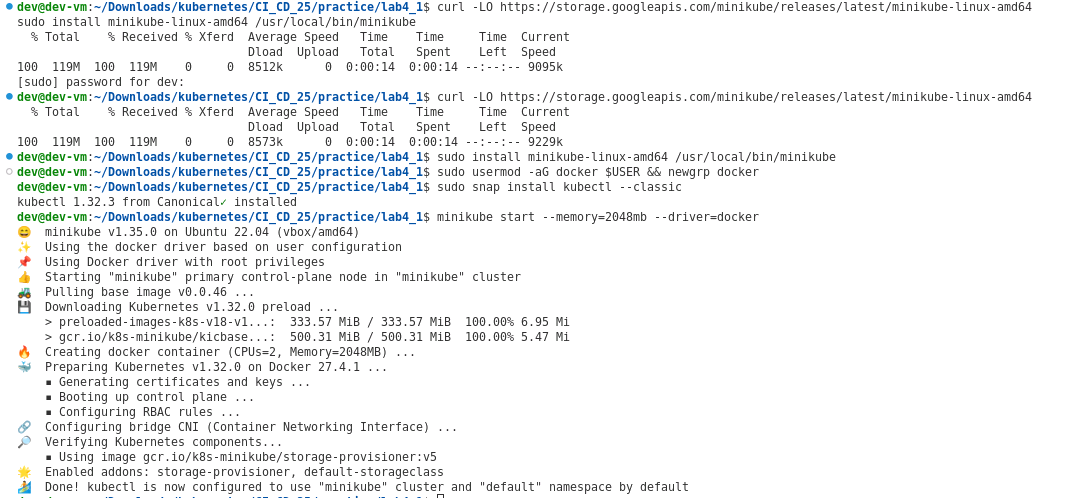 dev@dev-vm:~/Downloads/kubernetes/CI_CD_25/practice/lab4_1$ curl -LO https://storage.googleapis.com/minikube/releases/latest/minikube-linux-amd64
sudo install minikube-linux-amd64 /usr/local/bin/minikube
  % Total    % Received % Xferd  Average Speed   Time    Time     Time  Current
                                 Dload  Upload   Total   Spent    Left  Speed
100  119M  100  119M    0     0  8512k      0  0:00:14  0:00:14 --:--:-- 9095k
[sudo] password for dev:
dev@dev-vm:~/Downloads/kubernetes/CI_CD_25/practice/lab4_1$ curl -LO https://storage.googleapis.com/minikube/releases/latest/minikube-linux-amd64
  % Total    % Received % Xferd  Average Speed   Time    Time     Time  Current
                                 Dload  Upload   Total   Spent    Left  Speed
100  119M  100  119M    0     0  8573k      0  0:00:14  0:00:14 --:--:-- 9229k
dev@dev-vm:~/Downloads/kubernetes/CI_CD_25/practice/lab4_1$ sudo install minikube-linux-amd64 /usr/local/bin/minikube
dev@dev-vm:~/Downloads/kubernetes/CI_CD_25/practice/lab4_1$ sudo usermod -aG docker $USER && newgrp docker
dev@dev-vm:~/Downloads/kubernetes/CI_CD_25/practice/lab4_1$ sudo snap install kubectl --classic
kubectl 1.32.3 from Canonical✓ installed
dev@dev-vm:~/Downloads/kubernetes/CI_CD_25/practice/lab4_1$ minikube start --memory=2048mb --driver=docker
😄  minikube v1.35.0 on Ubuntu 22.04 (vbox/amd64)
✨  Using the docker driver based on user configuration
📌  Using Docker driver with root privileges
👍  Starting "minikube" primary control-plane node in "minikube" cluster
🚜  Pulling base image v0.0.46 ...
💾  Downloading Kubernetes v1.32.0 preload ...
    > preloaded-images-k8s-v18-v1...:  333.57 MiB / 333.57 MiB  100.00% 6.95 Mi
    > gcr.io/k8s-minikube/kicbase...:  500.31 MiB / 500.31 MiB  100.00% 5.47 Mi
🔥  Creating docker container (CPUs=2, Memory=2048MB) ...
🐳  Preparing Kubernetes v1.32.0 on Docker 27.4.1 ...
    ▪ Generating certificates and keys ...
    ▪ Booting up control plane ...
    ▪ Configuring RBAC rules ...
🔗  Configuring bridge CNI (Container Networking Interface) ...
🔎  Verifying Kubernetes components...
    ▪ Using image gcr.io/k8s-minikube/storage-provisioner:v5
🌟  Enabled addons: storage-provisioner, default-storageclass
🏄  Done! kubectl is now configured to use "minikube" cluster and "default" namespace by default